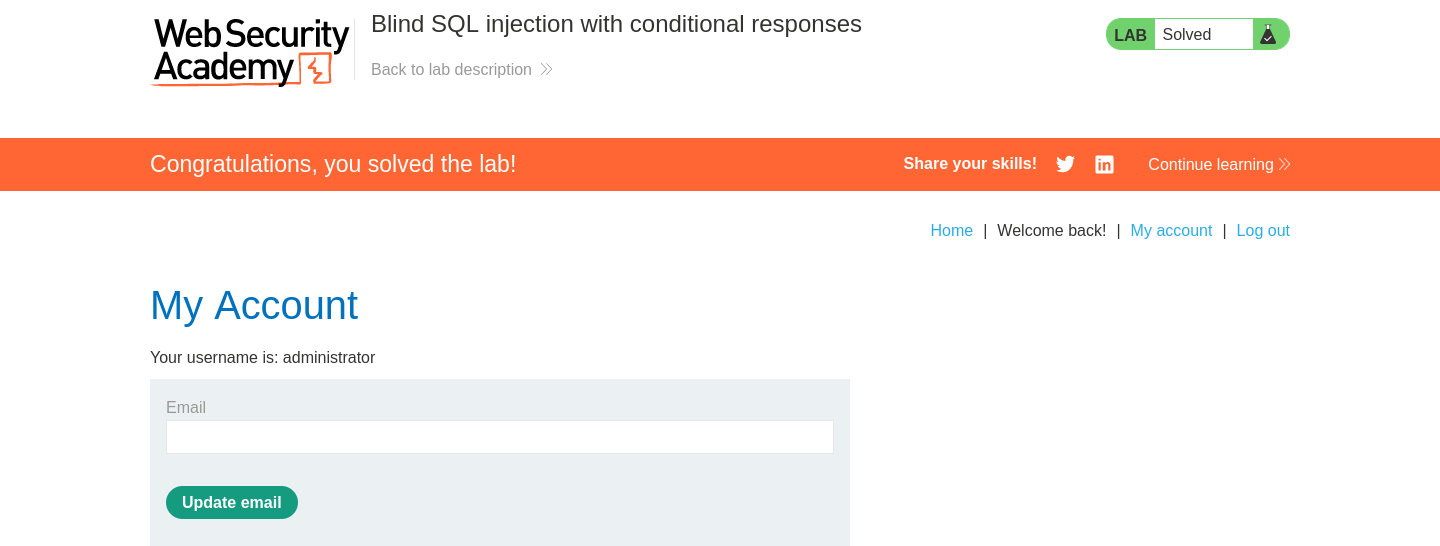 Web Security
Academy
Blind SQL injection with conditional responses
Back to lab description
LAB Solved
Congratulations, you solved the lab!
Share your skills!
Continue learning
Home | Welcome back! | My account | Log out
My Account
Your username is: administrator
Email
Update email